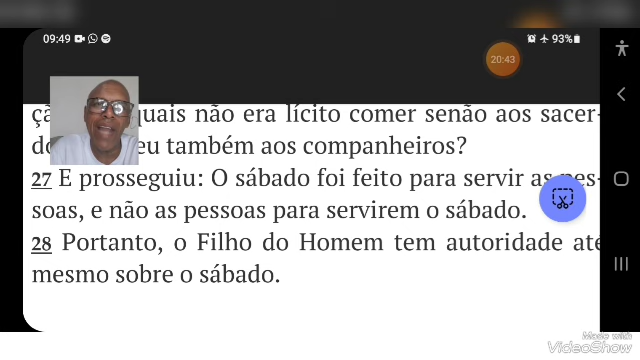 09:49 93%
20:43
quais não era lícito comer senão aos sacer-
eu também aos companheiros?
27 E prosseguiu: O sábado foi feito para servir as pes-
soas, e não as pessoas para servirem o sábado.
28 Portanto, o Filho do Homem tem autoridade até
mesmo sobre o sábado.
Made with
VideoShow